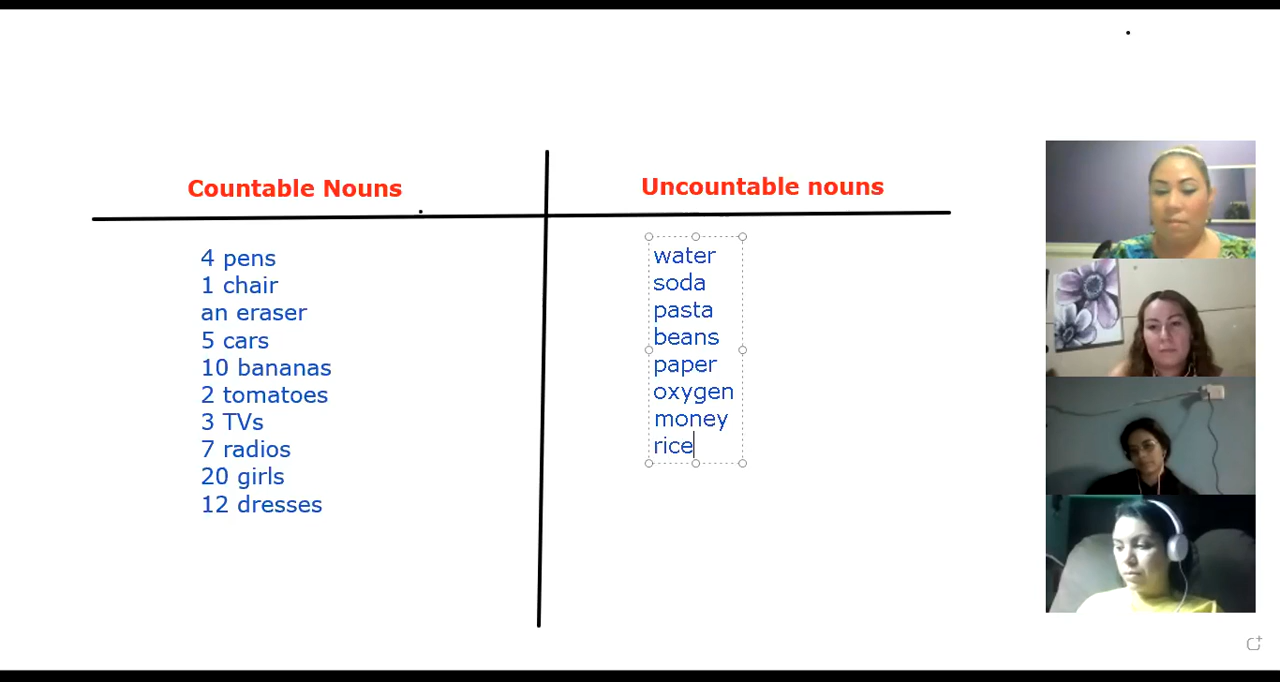 Countable Nouns
4 pens
1 chair
an eraser
5 cars
10 bananas
2 tomatoes
3 TVs
7 radios
20 girls
12 dresses
Uncountable nouns
water
soda
pasta
beans
paper
oxygen
money
rice